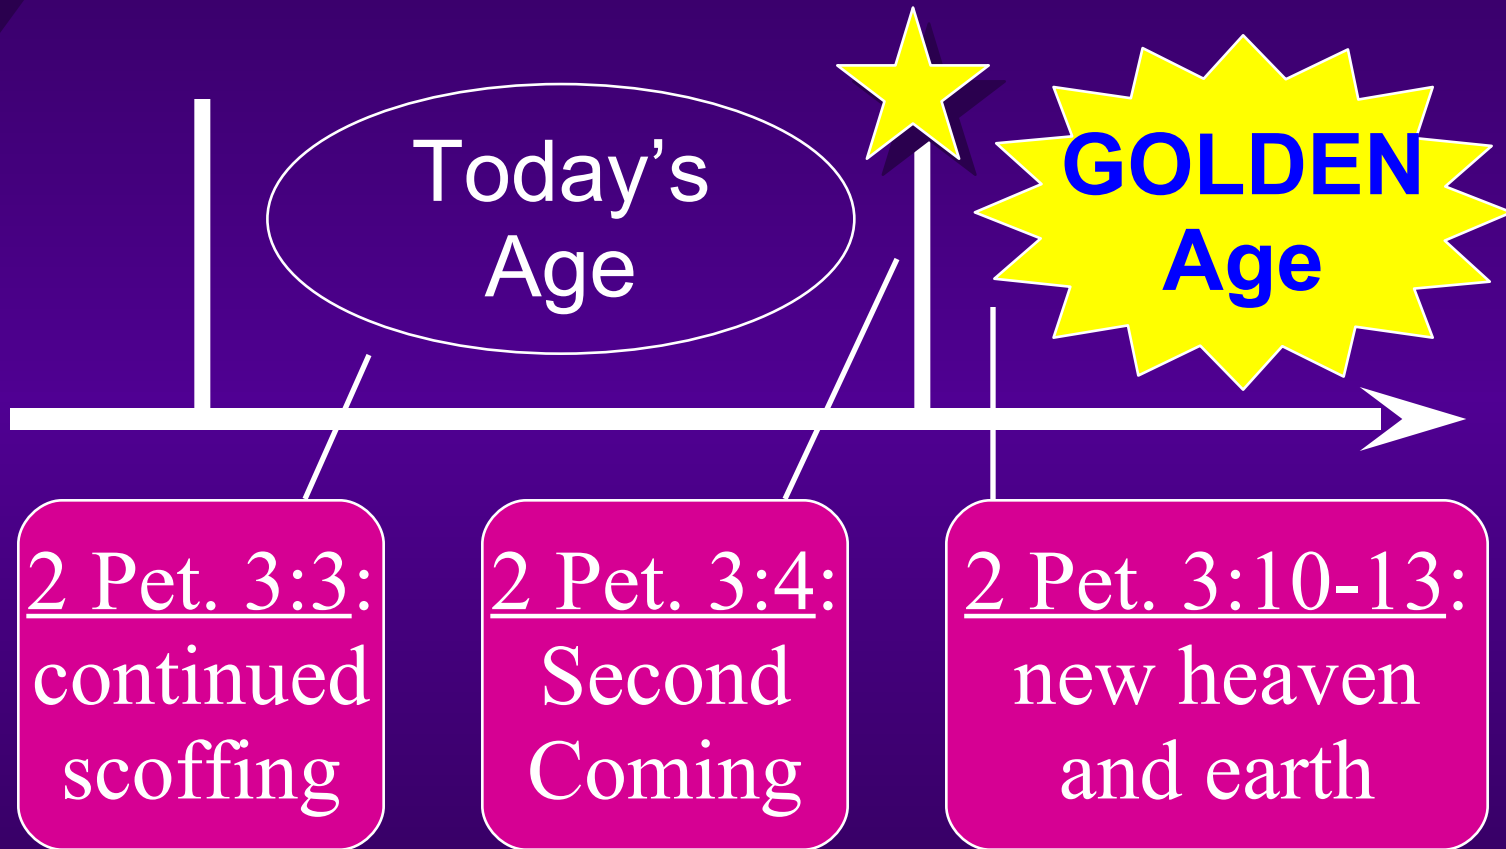 Today’s
Age
GOLDEN
Age
2 Pet. 3:3:
continued
scoffing
2 Pet. 3:4:
Second
Coming
2 Pet. 3:10-13:
new heaven
and earth